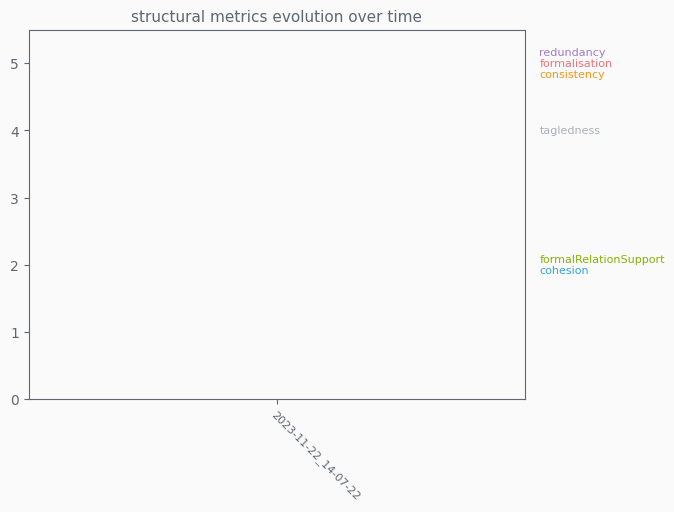 structural metrics evolution over time
5
4
3
2
1
0
redundancy
formalisation
consistency
tagledness
formalRelationSupport
cohesion
2023-11-22_14-07-22